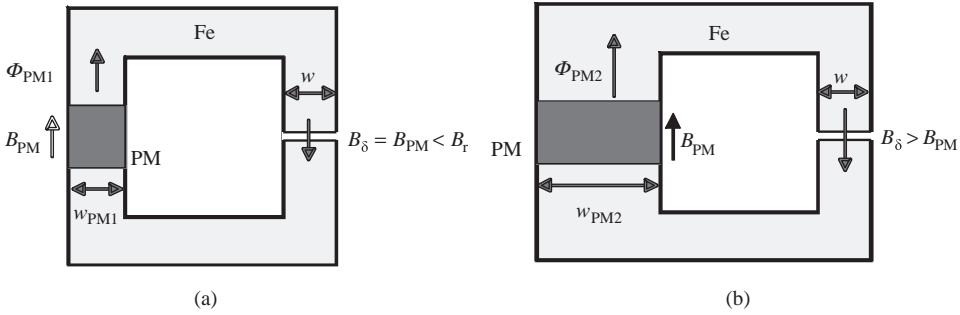 Fe
Φ_PM1
w
B_PM
PM
B_δ = B_PM < B_r
w_PM1
(a)
Fe
Φ_PM2
w
PM
B_PM
B_δ > B_PM
w_PM2
(b)